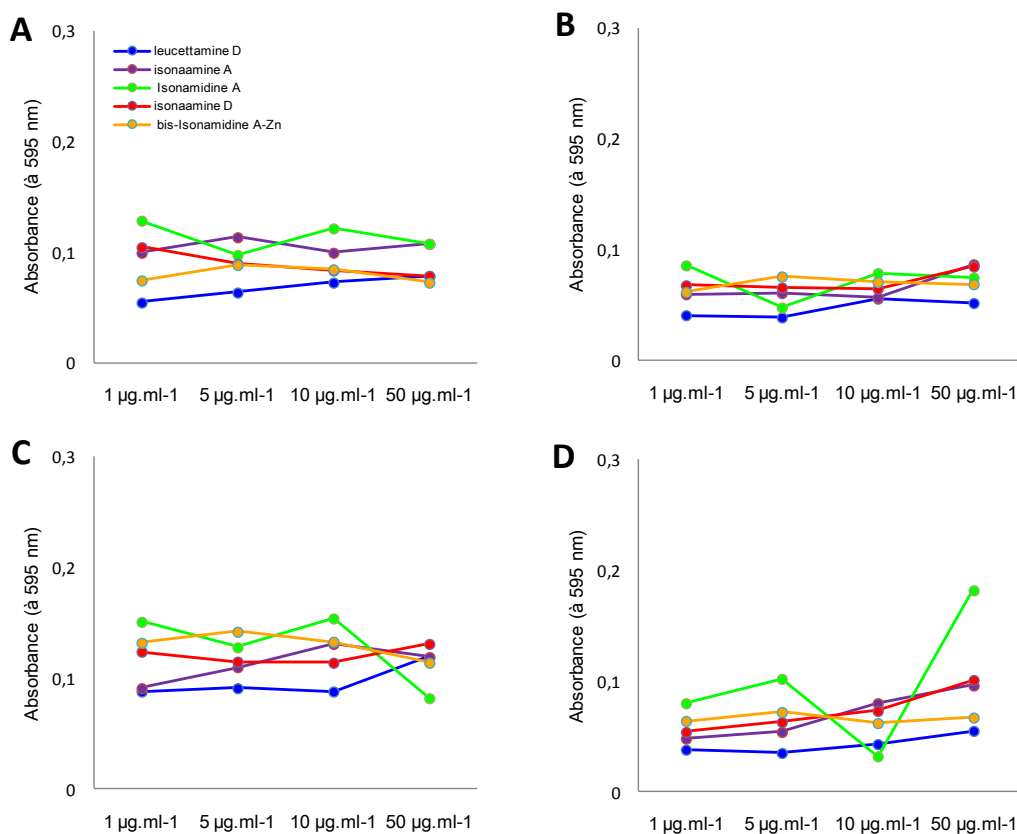 A
0,3
leucettamine D
isonaamine A
Isonamidine A
isonaamine D
bis-Isonamidine A-Zn
0,2
0,1
0
Absorbance (à 595 nm)
1 µg.ml-1 5 µg.ml-1 10 µg.ml-1 50 µg.ml-1
B
0,3
0,2
0,1
0
Absorbance (à 595 nm)
1 µg.ml-1 5 µg.ml-1 10 µg.ml-1 50 µg.ml-1
C
0,3
0,2
0,1
0
Absorbance (à 595 nm)
1 µg.ml-1 5 µg.ml-1 10 µg.ml-1 50 µg.ml-1
D
0,3
0,2
0,1
0
Absorbance (à 595 nm)
1 µg.ml-1 5 µg.ml-1 10 µg.ml-1 50 µg.ml-1